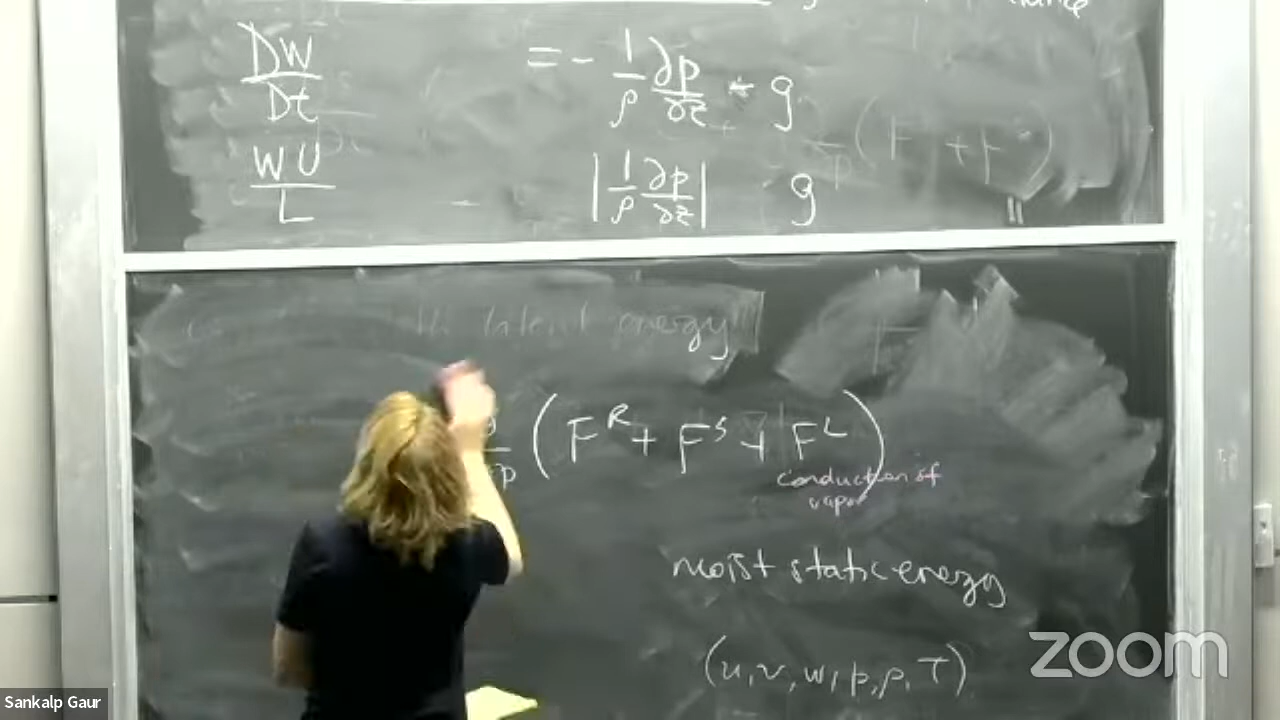 DW/Dt = - 1/ρ ∂p/∂z - g
WU/L |1/ρ ∂p/∂z| g
latent energy
(F^R + F^S + F^L)
conduction of
vapor
moist static energy
(u, v, w, p, ρ, T)
zoom
Sankalp Gaur